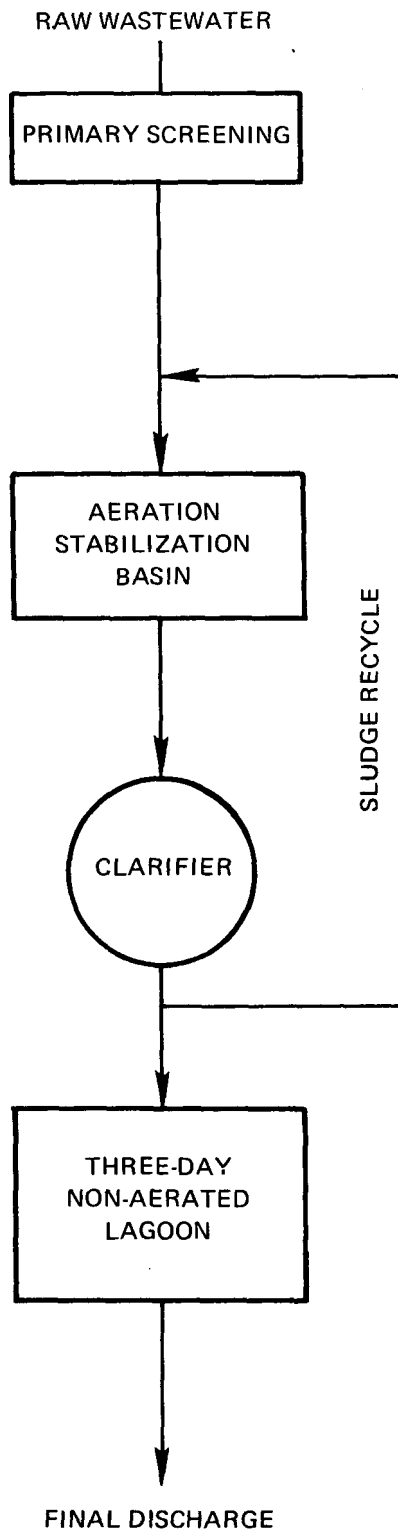 RAW WASTEWATER
PRIMARY SCREENING
AERATION
STABILIZATION
BASIN
SLUDGE RECYCLE
CLARIFIER
THREE-DAY
NON-AERATED
LAGOON
FINAL DISCHARGE